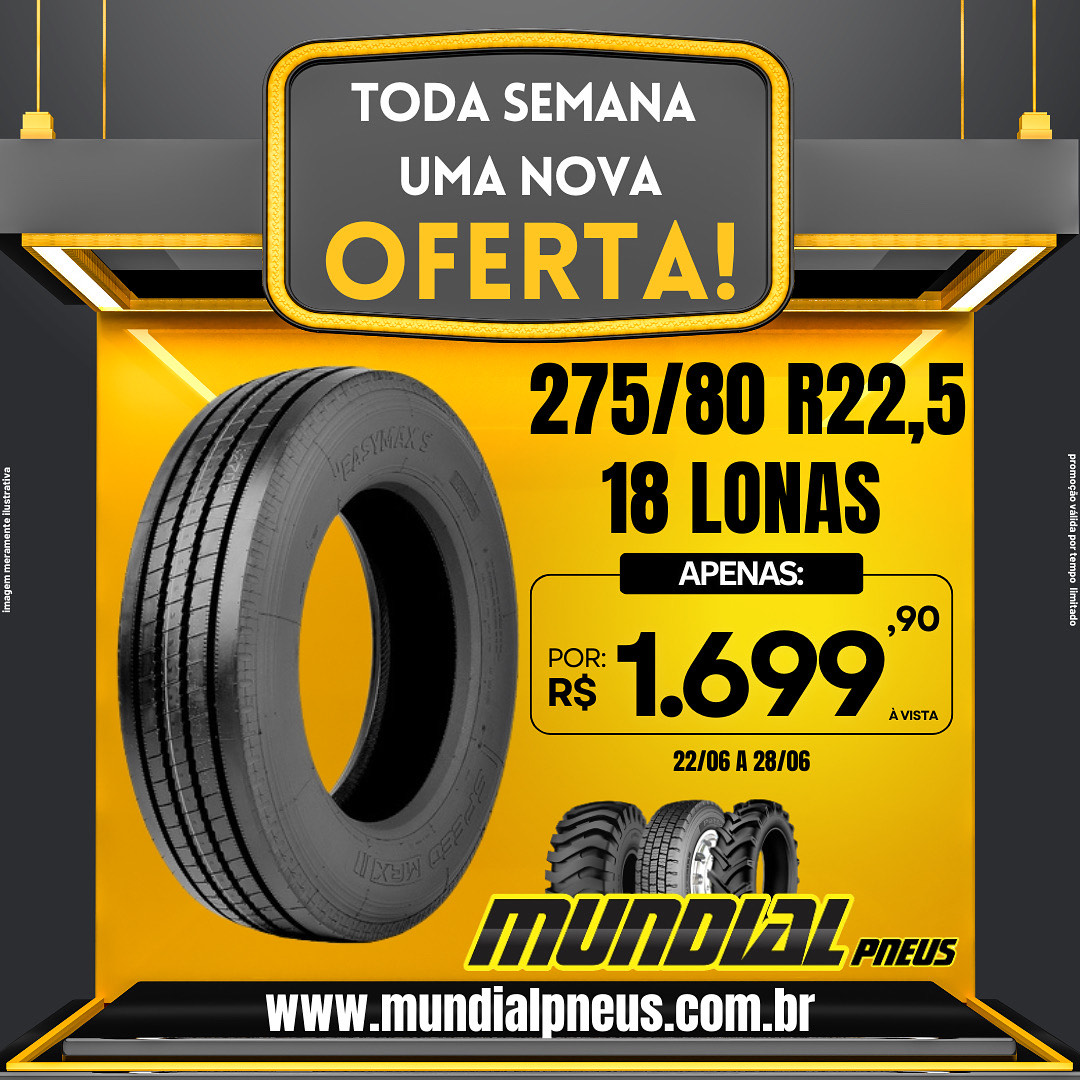 TODA SEMANA
UMA NOVA
OFERTA!
275/80 R22,5
18 LONAS
APENAS:
POR:
R$ 1.699,90
À VISTA
22/06 A 28/06
EASYMAX S
SPEEDMAX
MUNDIAL PNEUS
www.mundialpneus.com.br
imagem meramente ilustrativa
promoção válida por tempo limitado